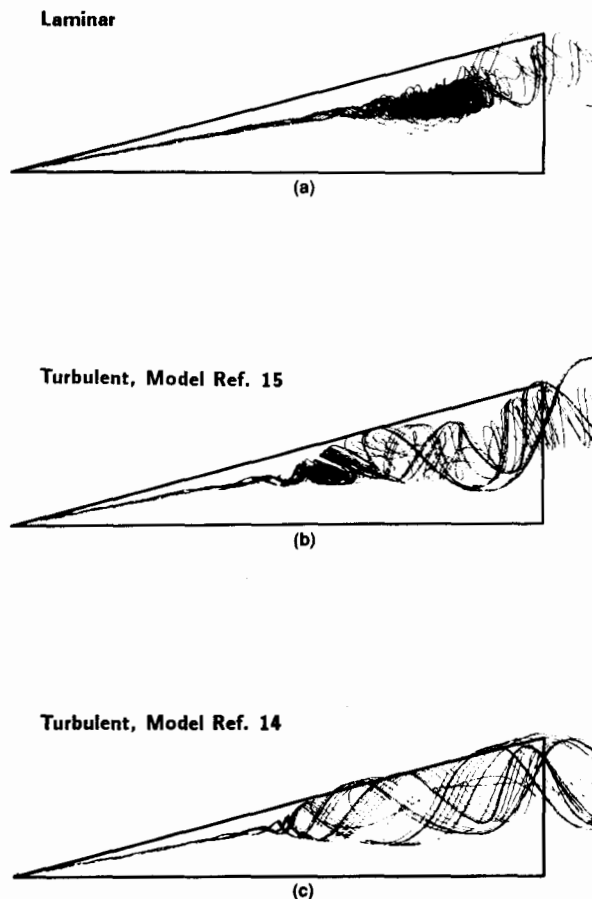 Laminar
(a)
Turbulent, Model Ref. 15
(b)
Turbulent, Model Ref. 14
(c)